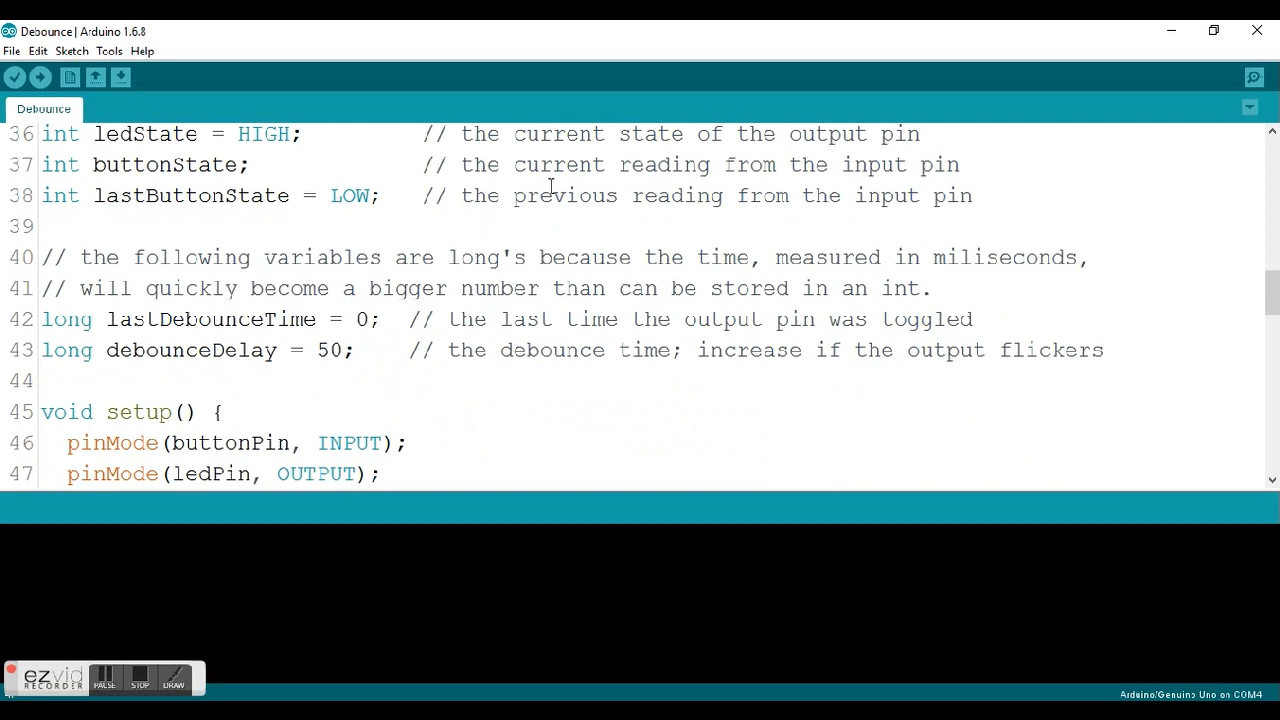 Debounce | Arduino 1.6.8
File Edit Sketch Tools Help
Debounce
36 int ledState = HIGH; // the current state of the output pin
37 int buttonState; // the current reading from the input pin
38 int lastButtonState = LOW; // the previous reading from the input pin
39
40 // the following variables are long's because the time, measured in miliseconds,
41 // will quickly become a bigger number than can be stored in an int.
42 long lastDebounceTime = 0; // the last time the output pin was toggled
43 long debounceDelay = 50; // the debounce time; increase if the output flickers
44
45 void setup() {
46 pinMode(buttonPin, INPUT);
47 pinMode(ledPin, OUTPUT);
ezvid
RECORDER
PAUSE STOP DRAW
Arduino/Genuino Uno on COM4